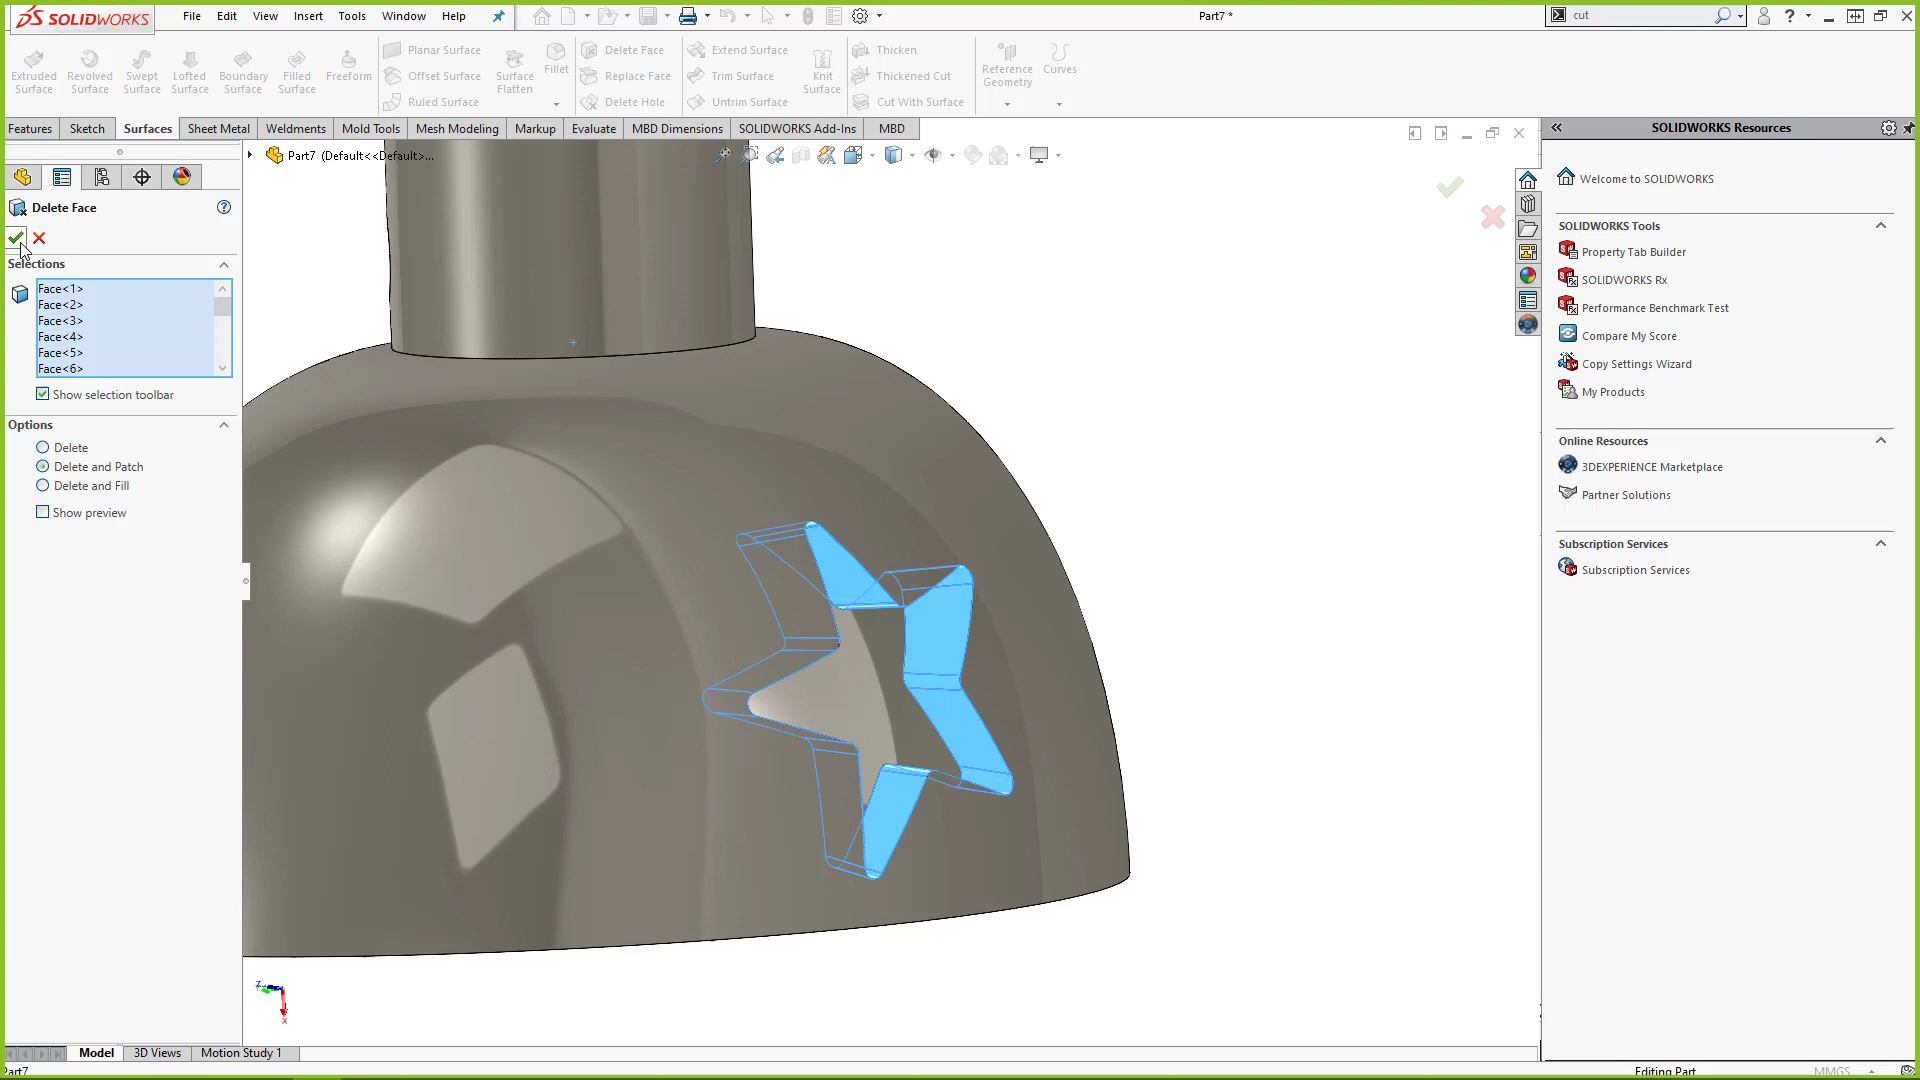 SOLIDWORKS
File Edit View Insert Tools Window Help
Part7 *
cut
Extruded Surface
Revolved Surface
Swept Surface
Lofted Surface
Boundary Surface
Filled Surface
Freeform
Planar Surface
Offset Surface
Ruled Surface
Surface Flatten
Fillet
Delete Face
Replace Face
Delete Hole
Extend Surface
Trim Surface
Untrim Surface
Knit Surface
Thicken
Thickened Cut
Cut With Surface
Reference Geometry
Curves
Features Sketch Surfaces Sheet Metal Weldments Mold Tools Mesh Modeling Markup Evaluate MBD Dimensions SOLIDWORKS Add-Ins MBD
SOLIDWORKS Resources
Part7 (Default<<Default>...
Delete Face
Selections
Face<1>
Face<2>
Face<3>
Face<4>
Face<5>
Face<6>
Show selection toolbar
Options
Delete
Delete and Patch
Delete and Fill
Show preview
Welcome to SOLIDWORKS
SOLIDWORKS Tools
Property Tab Builder
SOLIDWORKS Rx
Performance Benchmark Test
Compare My Score
Copy Settings Wizard
My Products
Online Resources
3DEXPERIENCE Marketplace
Partner Solutions
Subscription Services
Subscription Services
Z
X
Model 3D Views Motion Study 1
Part7
Editing Part
MMGS